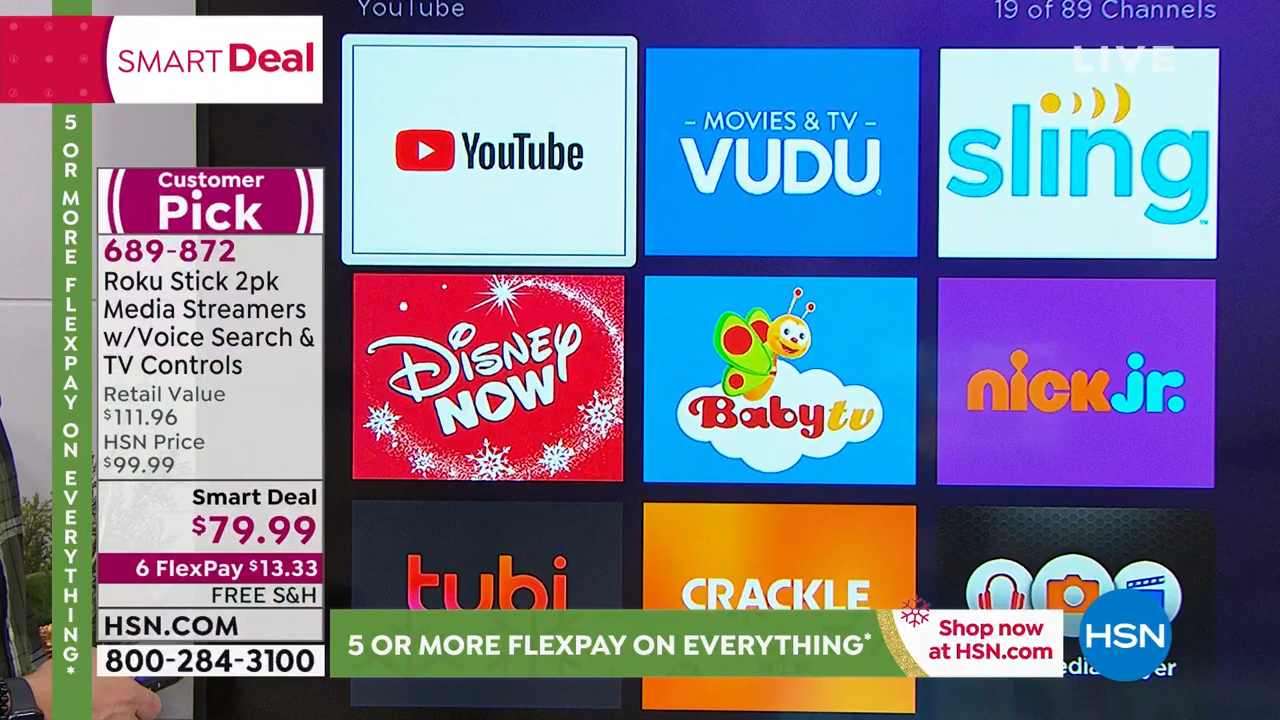 YouTube
19 of 89 Channels
LIVE
SMART Deal
5 OR MORE FLEXPAY ON EVERYTHING*
Customer
Pick
689-872
Roku Stick 2pk
Media Streamers
w/Voice Search &
TV Controls
Retail Value
$111.96
HSN Price
$99.99
Smart Deal
$79.99
6 FlexPay $13.33
FREE S&H
HSN.COM
800-284-3100
YouTube
– MOVIES & TV –
VUDU
sling
Disney
NOW
Babytv
nick jr.
tubi
CRACKLE
5 OR MORE FLEXPAY ON EVERYTHING*
Shop now
at HSN.com
HSN